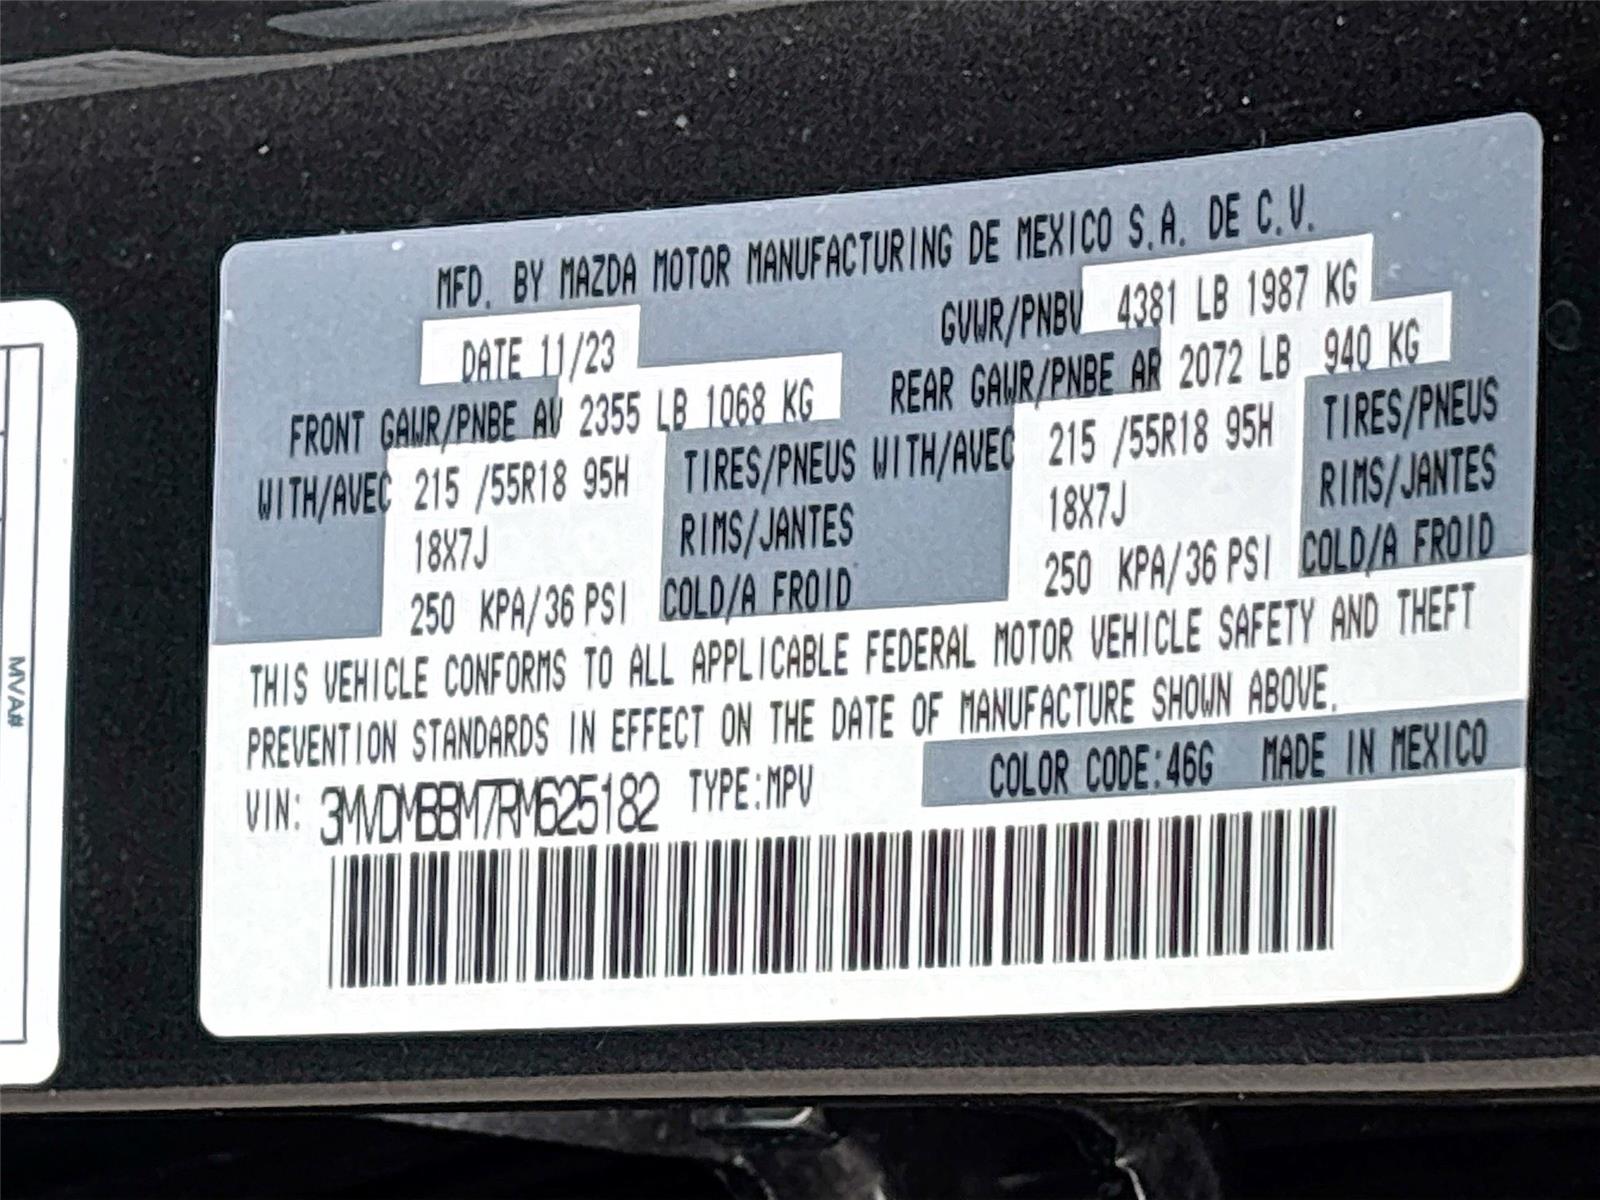 MFD. BY MAZDA MOTOR MANUFACTURING DE MEXICO S.A. DE C.V.
DATE 11/23 GVWR/PNBV 4381 LB 1987 KG
FRONT GAWR/PNBE AV 2355 LB 1068 KG REAR GAWR/PNBE AR 2072 LB 940 KG
WITH/AVEC 215 /55R18 95H TIRES/PNEUS WITH/AVEC 215 /55R18 95H TIRES/PNEUS
18X7J RIMS/JANTES 18X7J RIMS/JANTES
250 KPA/36 PSI COLD/A FROID 250 KPA/36 PSI COLD/A FROID
THIS VEHICLE CONFORMS TO ALL APPLICABLE FEDERAL MOTOR VEHICLE SAFETY AND THEFT
PREVENTION STANDARDS IN EFFECT ON THE DATE OF MANUFACTURE SHOWN ABOVE.
VIN: 3MVDMBBM7RM625182 TYPE:MPV COLOR CODE:46G MADE IN MEXICO
MVA#